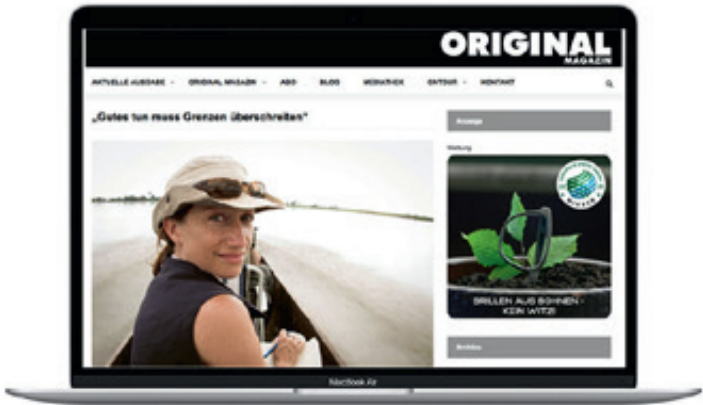 ORIGINAL
MAGAZIN
AKTUELLE AUSGABE
ORIGINAL MAGAZIN
ABO
BLOG
MEDIATHEK
ONTOUR
KONTAKT
„Gutes tun muss Grenzen überschreiten“
Anzeige
Werbung
BRILLEN AUS BOHNEN -
KEIN WITZ!
Archive
MacBook Air